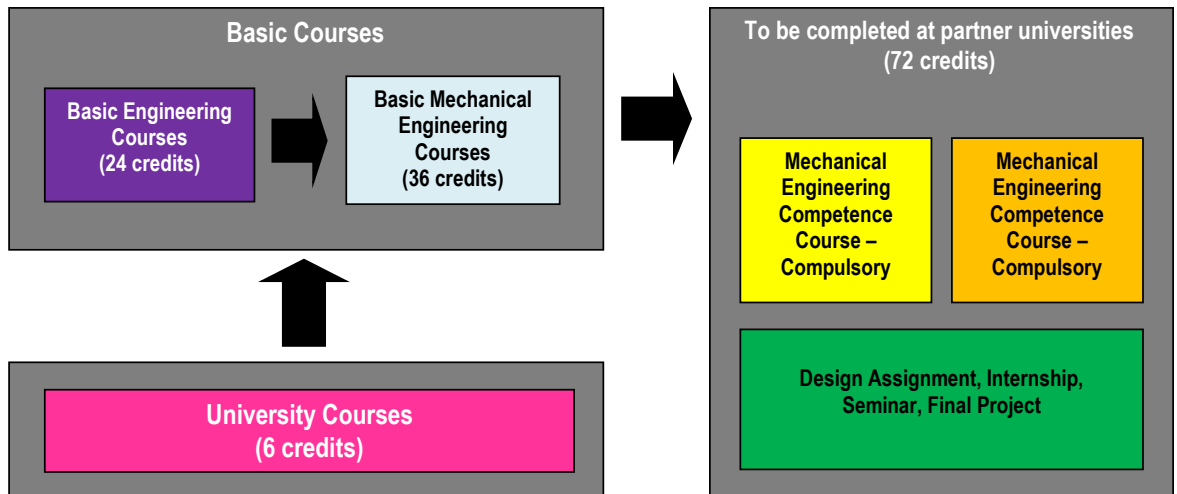 Basic Courses
Basic Engineering
Courses
(24 credits)
Basic Mechanical
Engineering
Courses
(36 credits)
University Courses
(6 credits)
To be completed at partner universities
(72 credits)
Mechanical
Engineering
Competence
Course –
Compulsory
Mechanical
Engineering
Competence
Course –
Compulsory
Design Assignment, Internship,
Seminar, Final Project